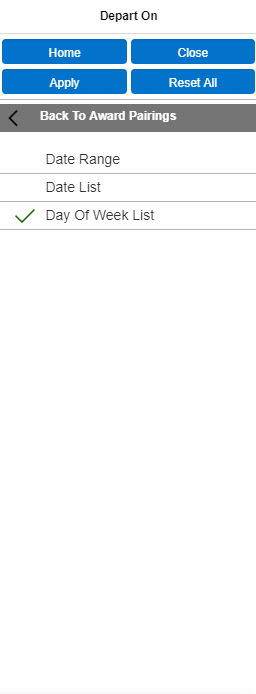 Depart On
Home
Close
Apply
Reset All
Back To Award Pairings
Date Range
Date List
Day Of Week List